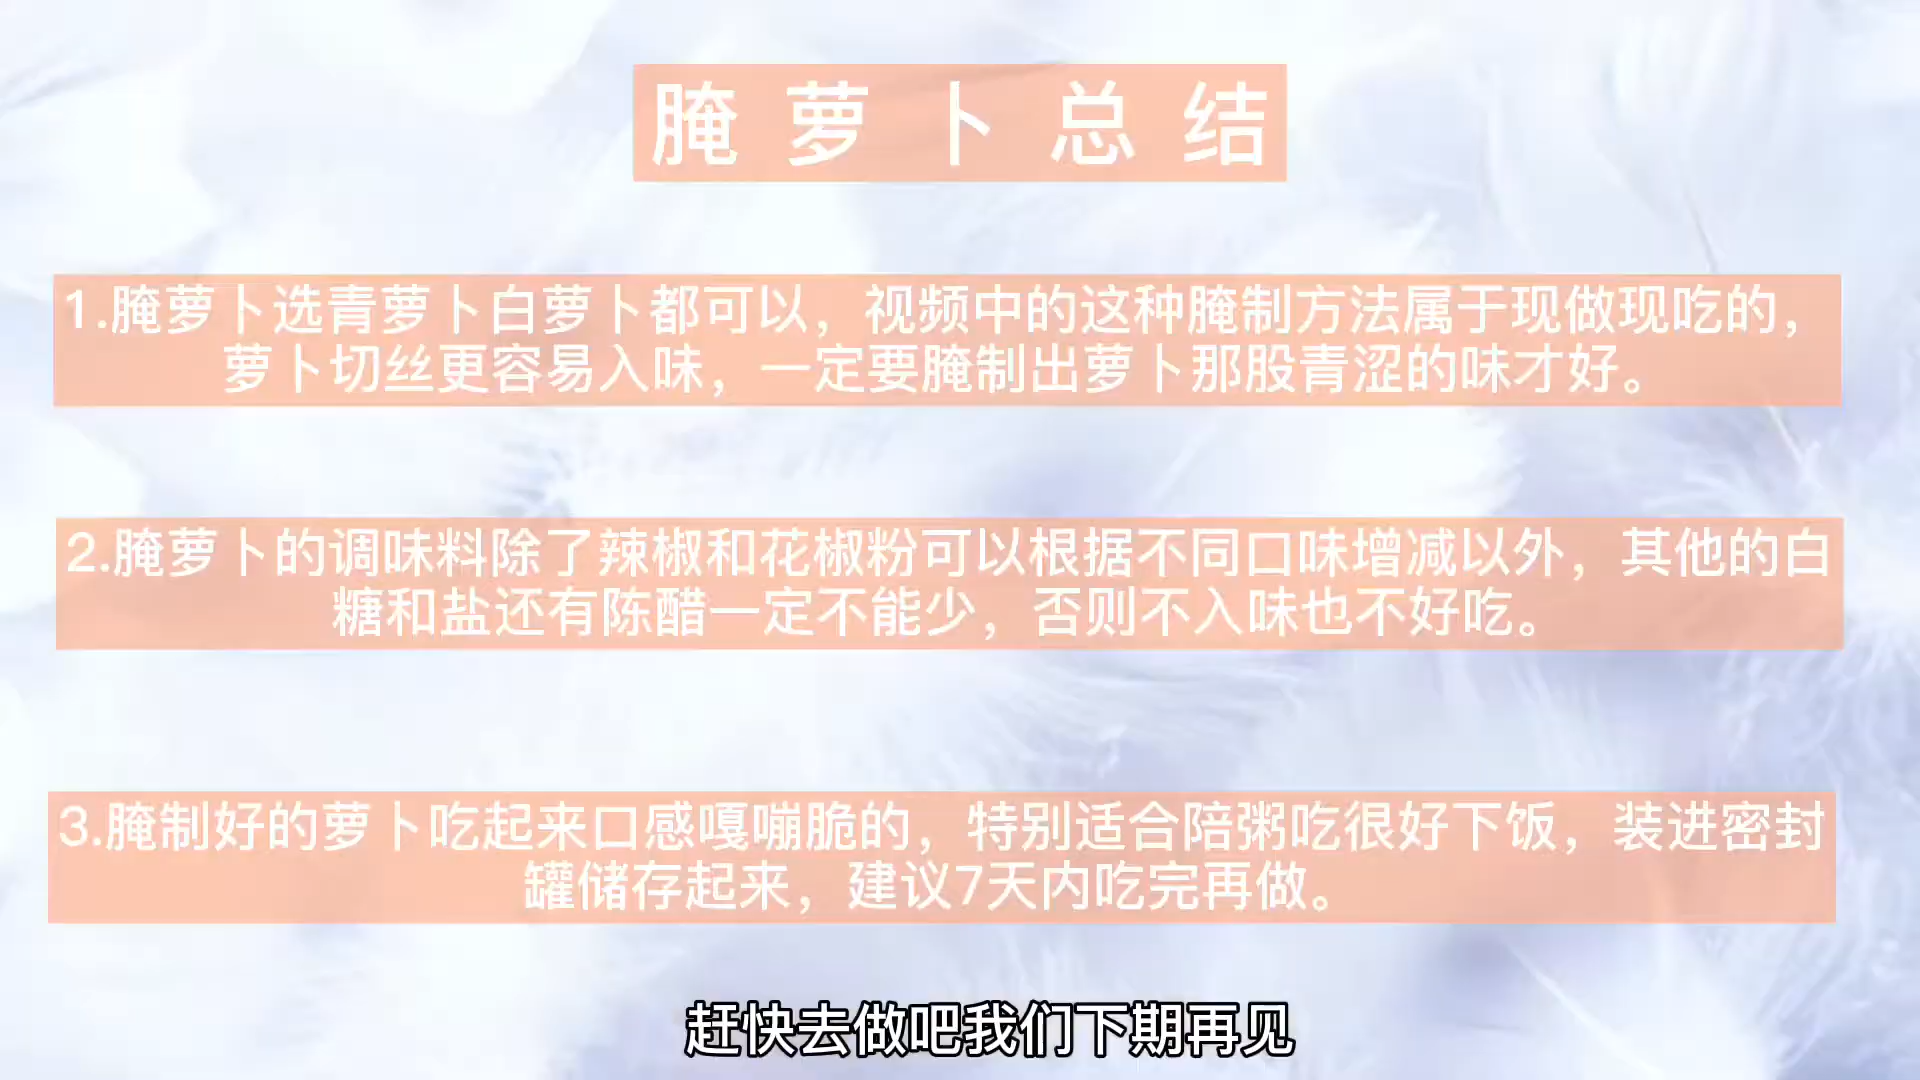 腌萝卜总结
1.腌萝卜选青萝卜白萝卜都可以，视频中的这种腌制方法属于现做现吃的，
萝卜切丝更容易入味，一定要腌制出萝卜那股青涩的味才好。
2.腌萝卜的调味料除了辣椒和花椒粉可以根据不同口味增减以外，其他的白
糖和盐还有陈醋一定不能少，否则不入味也不好吃。
3.腌制好的萝卜吃起来口感嘎嘣脆的，特别适合陪粥吃很好下饭，装进密封
罐储存起来，建议7天内吃完再做。
赶快去做吧我们下期再见